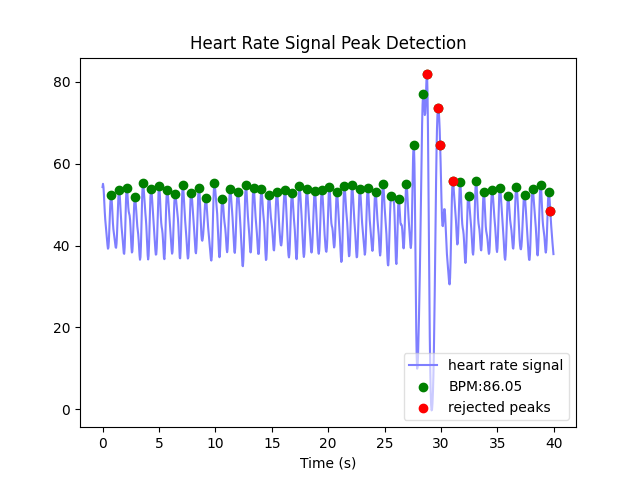 Heart Rate Signal Peak Detection
80
60
40
20
0
heart rate signal
BPM:86.05
rejected peaks
0 5 10 15 20 25 30 35 40
Time (s)